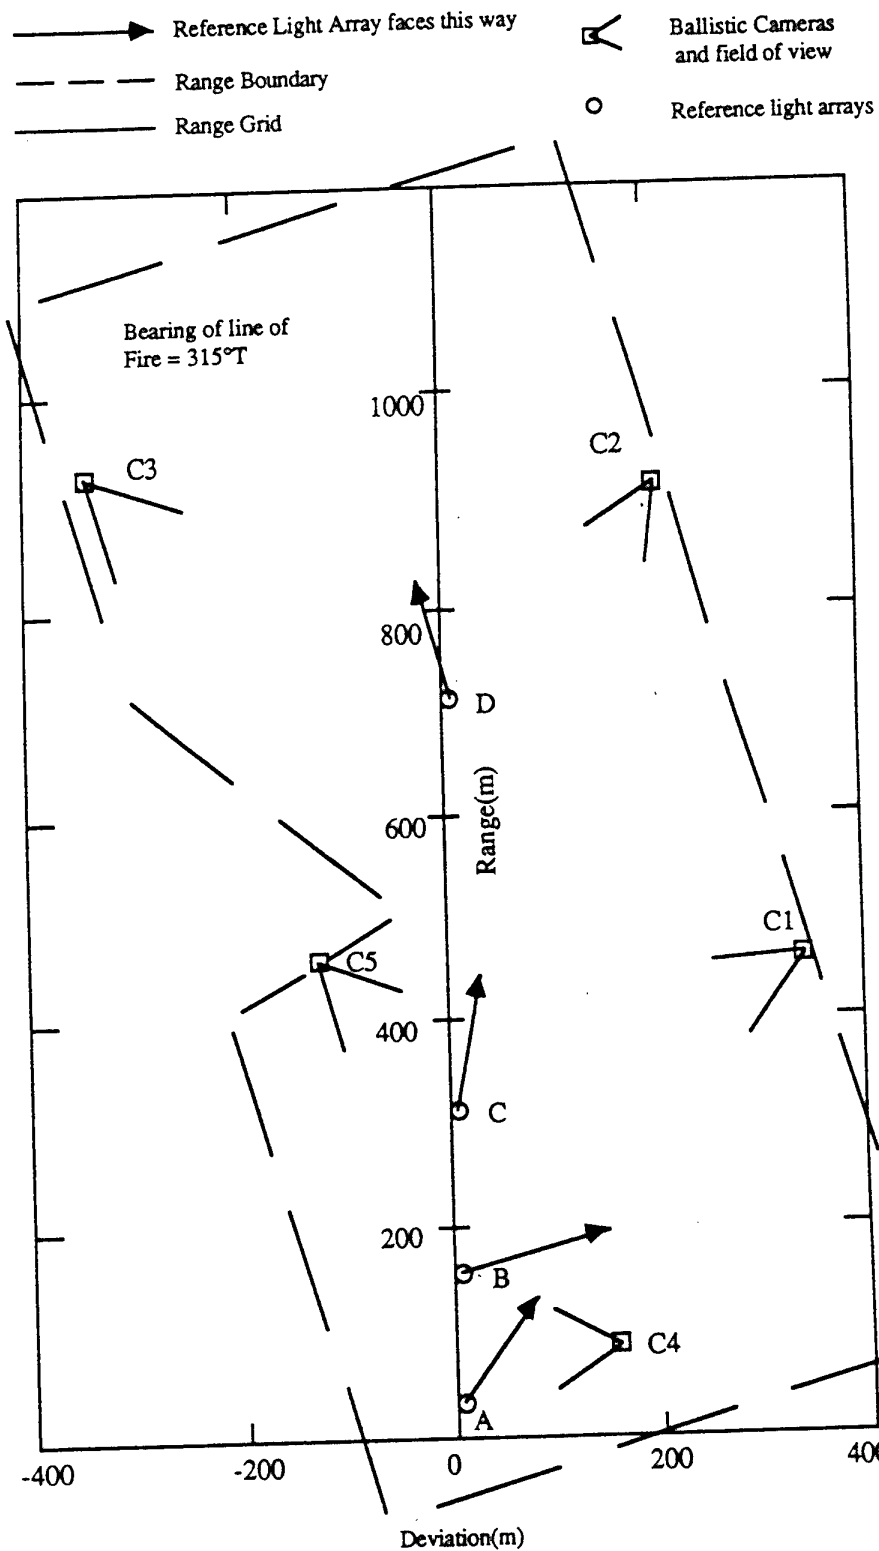 Reference Light Array faces this way
Range Boundary
Range Grid
Ballistic Cameras
and field of view
Reference light arrays
Bearing of line of
Fire = 315°T
1000
C3
C2
800
D
Range(m)
600
C1
C5
400
C
200
B
C4
A
-400
-200
0
200
400
Deviation(m)